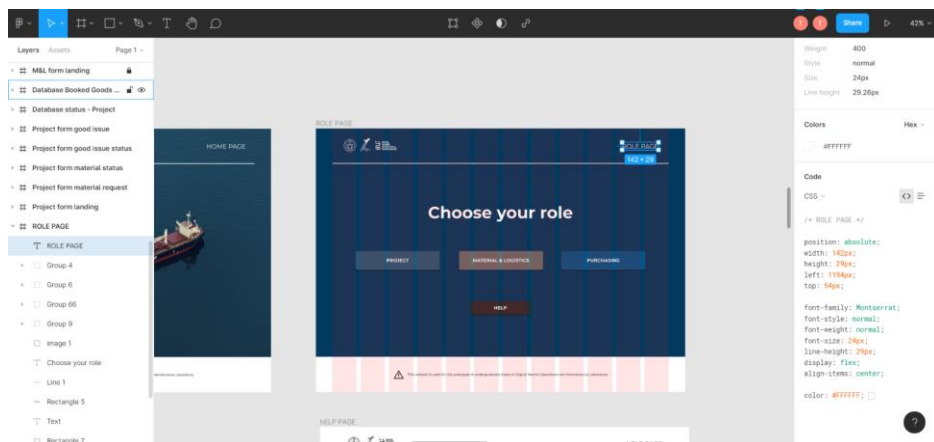 Share
42%
Layers
Assets
Page 1
M&L form landing
Database Booked Goods ...
Database status - Project
Project form good issue
Project form good issue status
Project form material status
Project form material request
Project form landing
ROLE PAGE
ROLE PAGE
Group 4
Group 6
Group 66
Group 9
image 1
Choose your role
Line 1
Rectangle 5
Text
Rectangle 7
HOME PAGE
ROLE PAGE
ROLE PAGE
142 × 29
Choose your role
PROJECT
MATERIAL & LOGISTICS
PURCHASING
HELP
HELP PAGE
Weight 400
Style normal
Size 24px
Line height 29.26px
Colors Hex
#FFFFFF
Code
CSS
/* ROLE PAGE */
position: absolute;
width: 142px;
height: 29px;
left: 1194px;
top: 54px;
font-family: Montserrat;
font-style: normal;
font-weight: normal;
font-size: 24px;
line-height: 29px;
display: flex;
align-items: center;
color: #FFFFFF;
?